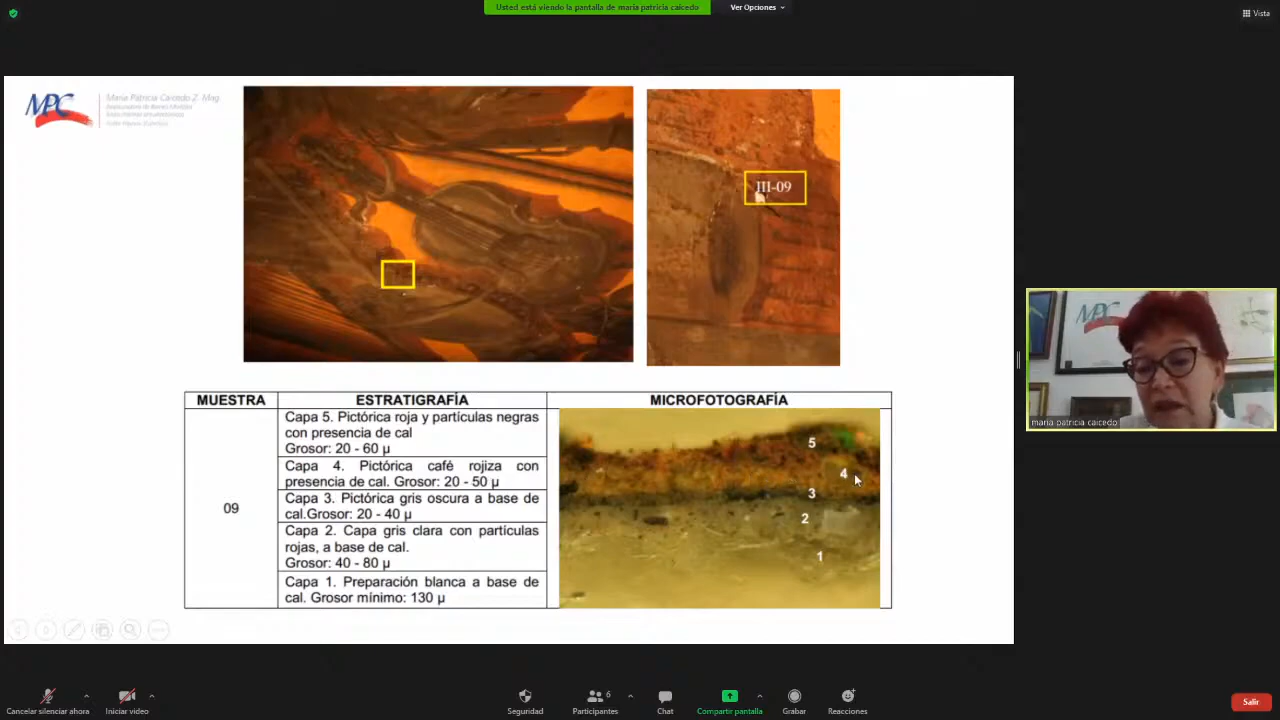 Usted está viendo la pantalla de maria patricia caicedo
Ver Opciones
Vista
MPC
María Patricia Caicedo Z. Mag.
III-09
MPC
maria patricia caicedo
MUESTRA
ESTRATIGRAFÍA
MICROFOTOGRAFÍA
09
Capa 5. Pictórica roja y partículas negras
con presencia de cal
Grosor: 20 - 60 µ
Capa 4. Pictórica café rojiza con
presencia de cal. Grosor: 20 - 50 µ
Capa 3. Pictórica gris oscura a base de
cal.Grosor: 20 - 40 µ
Capa 2. Capa gris clara con partículas
rojas, a base de cal.
Grosor: 40 - 80 µ
Capa 1. Preparación blanca a base de
cal. Grosor mínimo: 130 µ
5
4
3
2
1
Cancelar silenciar ahora
Iniciar video
Seguridad
6
Participantes
Chat
Compartir pantalla
Grabar
Reacciones
Salir